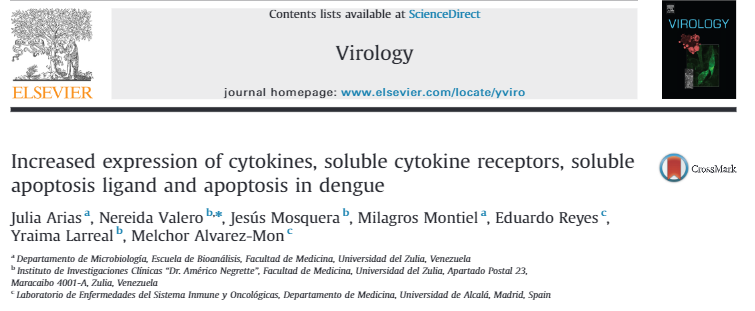 Contents lists available at ScienceDirect
VIROLOGY
Virology
ELSEVIER
journal homepage: www.elsevier.com/locate/yviro
Increased expression of cytokines, soluble cytokine receptors, soluble
apoptosis ligand and apoptosis in dengue
CrossMark
Julia Arias a, Nereida Valero b,*, Jesús Mosquera b, Milagros Montiel a, Eduardo Reyes c,
Yraima Larreal b, Melchor Alvarez-Mon c
a Departamento de Microbiología, Escuela de Bioanálisis, Facultad de Medicina, Universidad del Zulia, Venezuela
b Instituto de Investigaciones Clínicas "Dr. Américo Negrette", Facultad de Medicina, Universidad del Zulia, Apartado Postal 23,
Maracaibo 4001-A, Zulia, Venezuela
c Laboratorio de Enfermedades del Sistema Inmune y Oncológicas, Departamento de Medicina, Universidad de Alcalá, Madrid, Spain